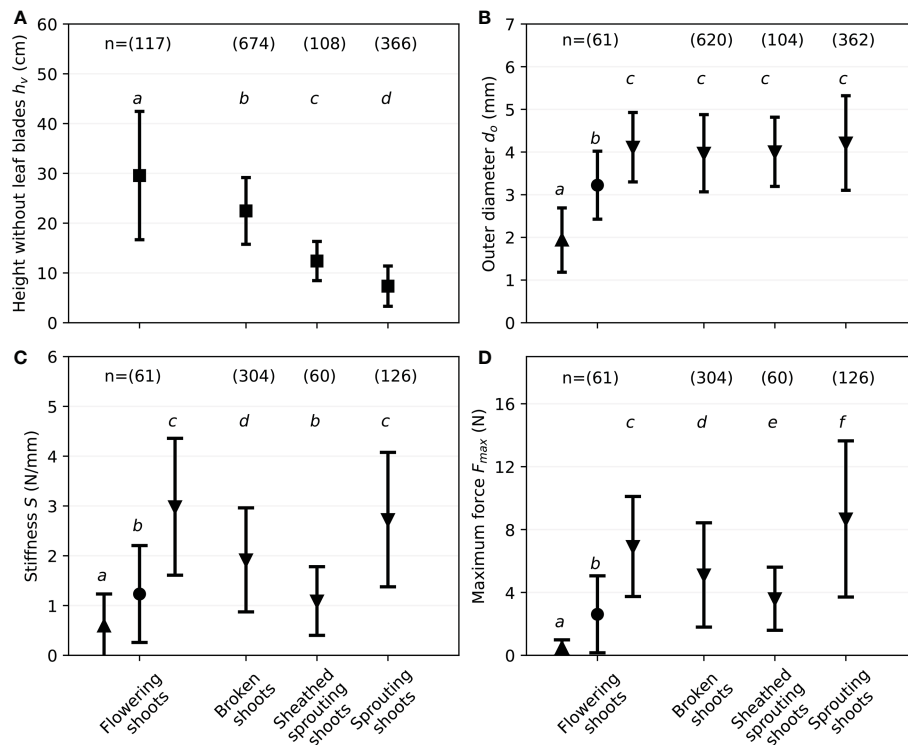 A
Height without leaf blades h_v (cm)
60
50
40
30
20
10
0
n=(117) (674) (108) (366)
a b c d
B
Outer diameter d_o (mm)
7
6
5
4
3
2
1
0
n=(61) (620) (104) (362)
a b c c c c
C
Stiffness S (N/mm)
6
5
4
3
2
1
0
n=(61) (304) (60) (126)
a b c d b c
Flowering
shoots
Broken
shoots
Sheathed
sprouting
shoots
Sprouting
shoots
D
Maximum force F_max (N)
16
12
8
4
0
n=(61) (304) (60) (126)
a b c d e f
Flowering
shoots
Broken
shoots
Sheathed
sprouting
shoots
Sprouting
shoots